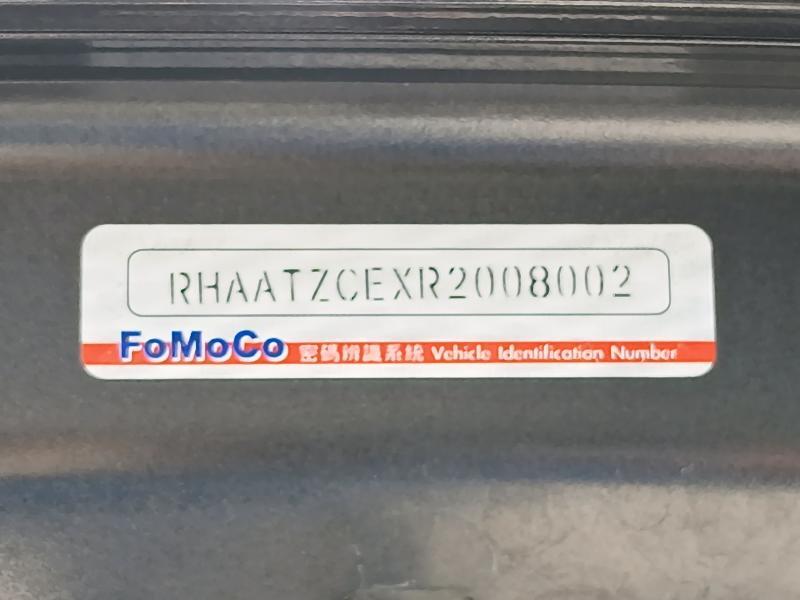 RHAATZCEXR2008002
FoMoCo 密碼辨識系統 Vehicle Identification Number